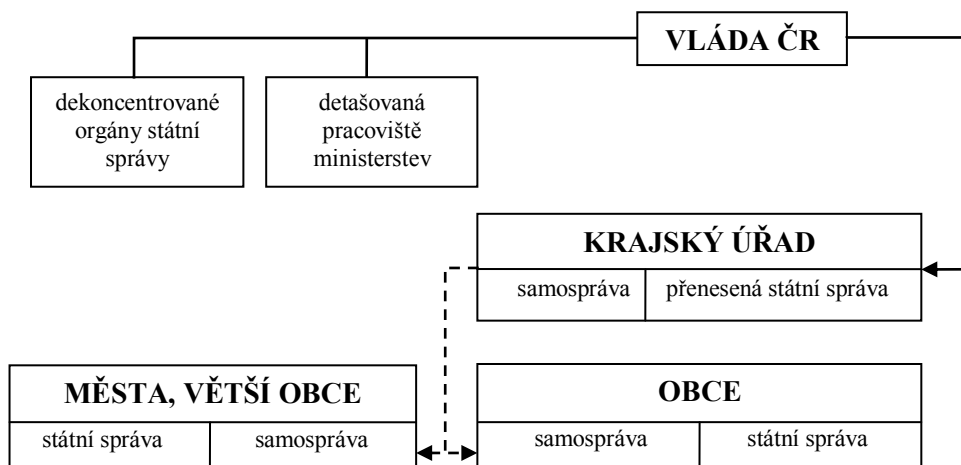 VLÁDA ČR
dekoncentrované
orgány státní
správy
detašovaná
pracoviště
ministerstev
KRAJSKÝ ÚŘAD
samospráva
přenesená státní správa
MĚSTA, VĚTŠÍ OBCE
státní správa
samospráva
OBCE
samospráva
státní správa